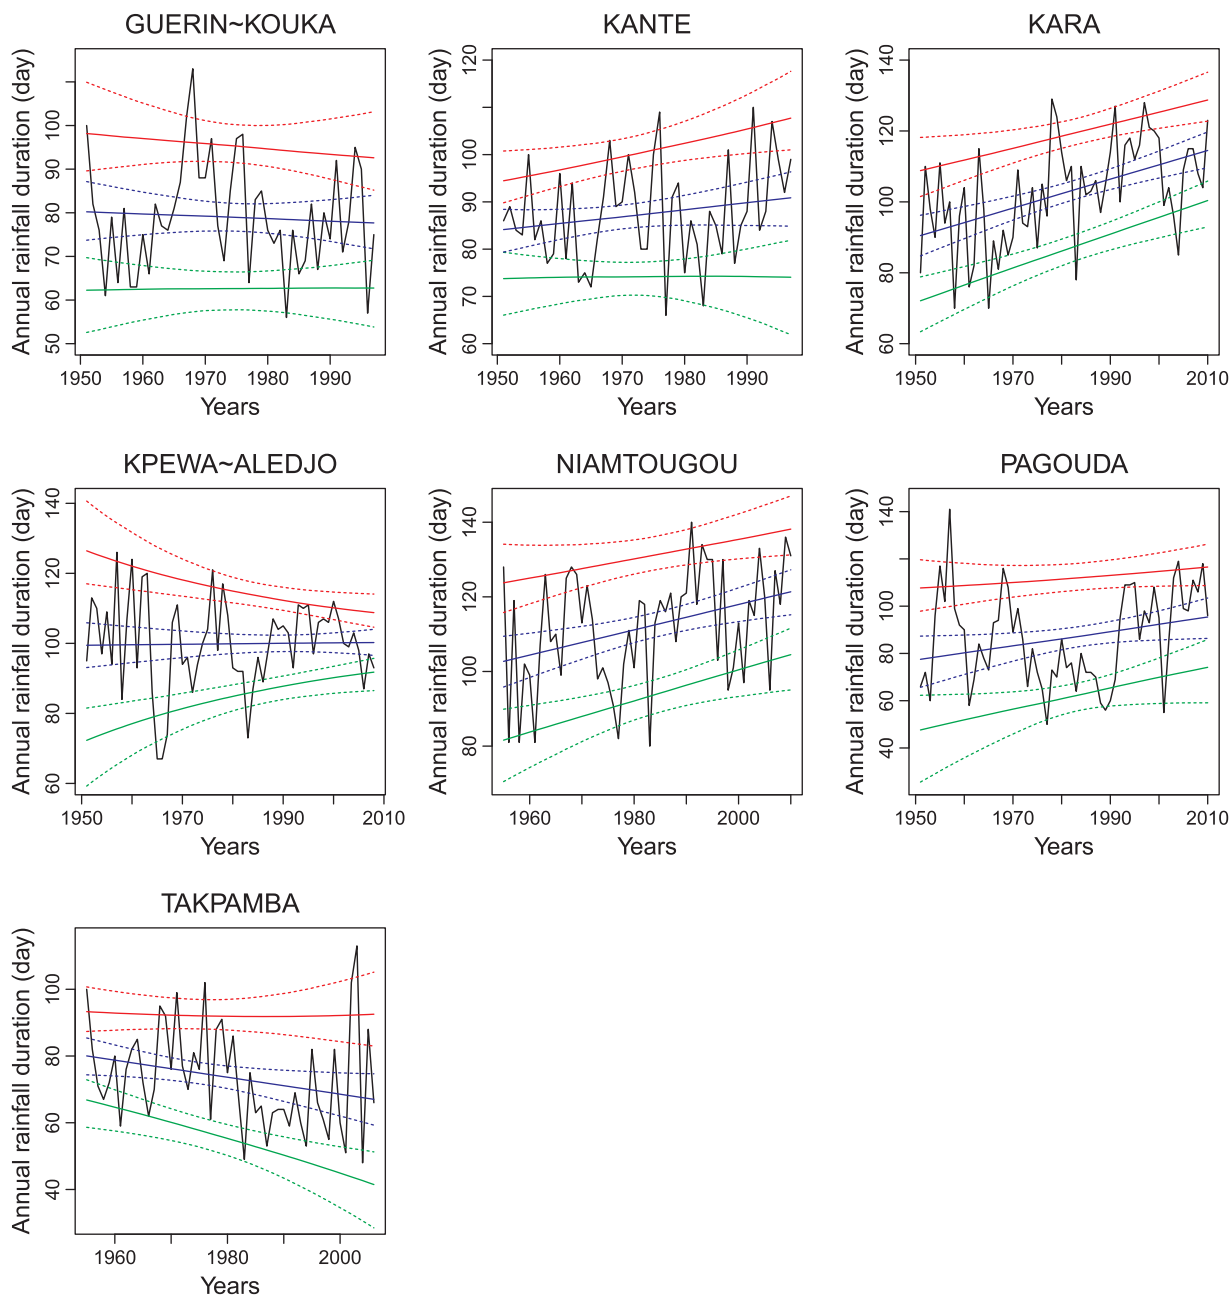 GUERIN~KOUKA
Annual rainfall duration (day)
50 60 70 80 90 100
1950 1960 1970 1980 1990
Years
KANTE
Annual rainfall duration (day)
60 70 80 90 100 120
1950 1960 1970 1980 1990
Years
KARA
Annual rainfall duration (day)
60 80 100 120 140
1950 1970 1990 2010
Years
KPEWA~ALEDJO
Annual rainfall duration (day)
60 80 100 120 140
1950 1970 1990 2010
Years
NIAMTOUGOU
Annual rainfall duration (day)
80 100 120 140
1960 1980 2000
Years
PAGOUDA
Annual rainfall duration (day)
40 60 80 100 140
1950 1970 1990 2010
Years
TAKPAMBA
Annual rainfall duration (day)
40 60 80 100
1960 1980 2000
Years